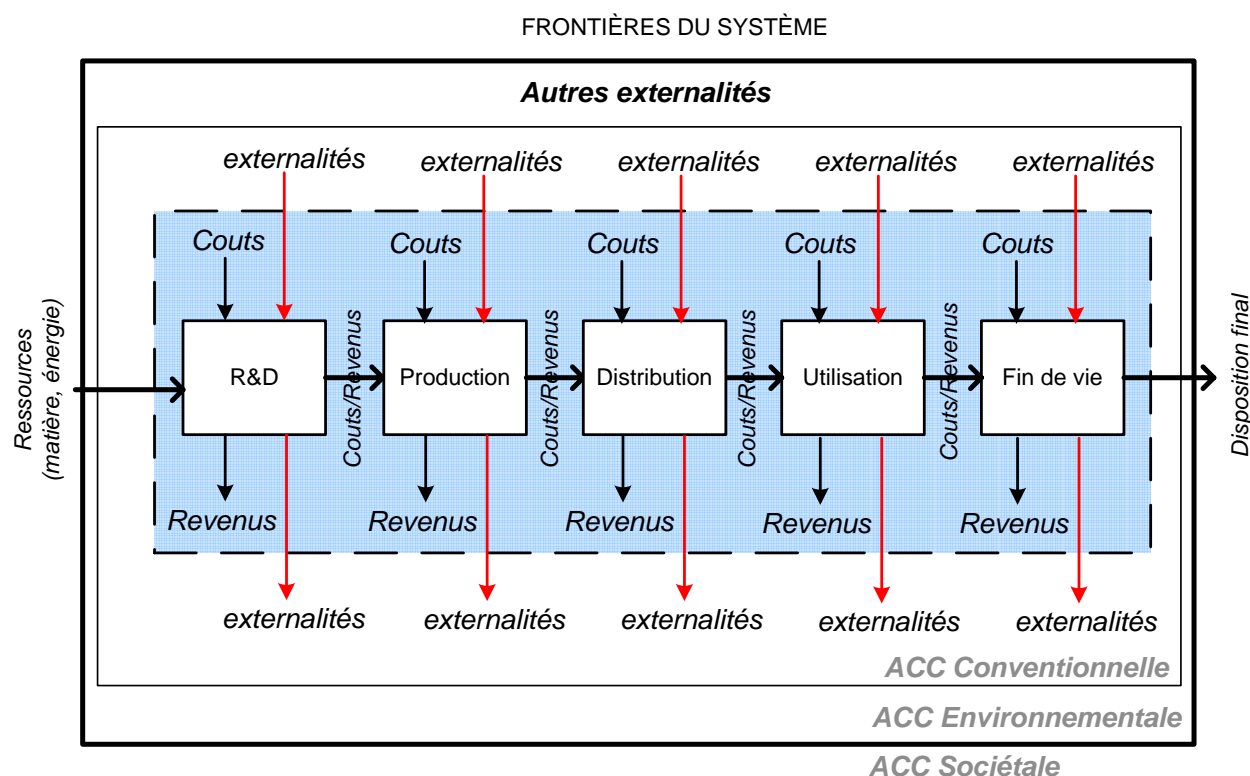 FRONTIÈRES DU SYSTÈME
Autres externalités
externalités externalités externalités externalités externalités
Couts Couts Couts Couts Couts
Ressources
(matière, énergie)
R&D
Couts/Revenus
Production
Couts/Revenus
Distribution
Couts/Revenus
Utilisation
Couts/Revenus
Fin de vie
Disposition final
Revenus Revenus Revenus Revenus Revenus
externalités externalités externalités externalités externalités
ACC Conventionnelle
ACC Environnementale
ACC Sociétale